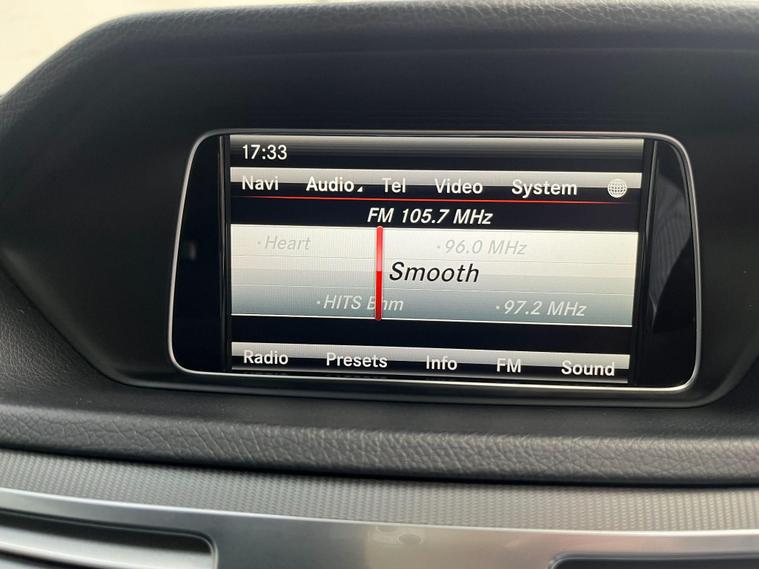 17:33
Navi Audio Tel Video System
FM 105.7 MHz
·Heart ·96.0 MHz
Smooth
·HITS Bhm ·97.2 MHz
Radio Presets Info FM Sound